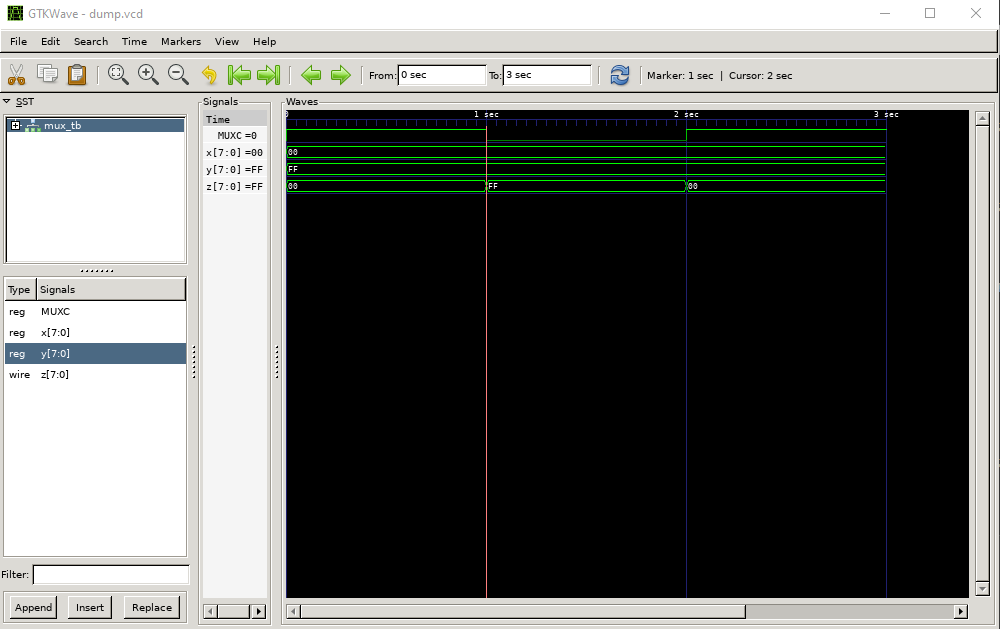 GTKWave - dump.vcd
File Edit Search Time Markers View Help
From: 0 sec To: 3 sec Marker: 1 sec | Cursor: 2 sec
SST
mux_tb
Type Signals
reg MUXC
reg x[7:0]
reg y[7:0]
wire z[7:0]
Filter:
Append Insert Replace
Signals
Time
MUXC =0
x[7:0] =00
y[7:0] =FF
z[7:0] =FF
Waves
0 1 sec 2 sec 3 sec
00
FF
00 FF 00